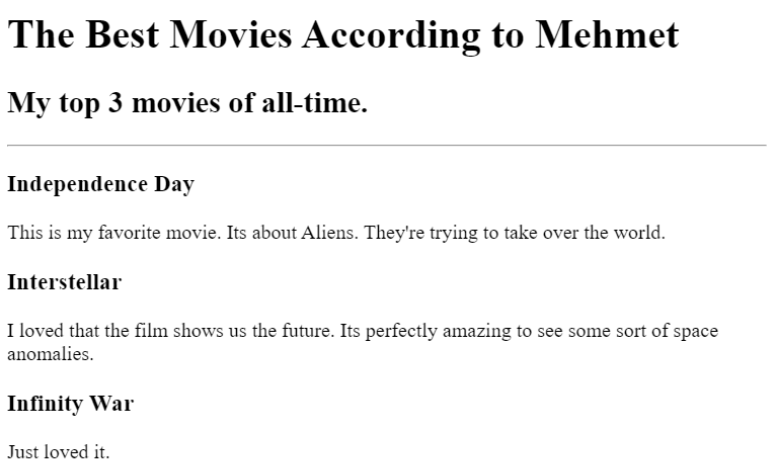 The Best Movies According to Mehmet
My top 3 movies of all-time.
Independence Day
This is my favorite movie. Its about Aliens. They're trying to take over the world.
Interstellar
I loved that the film shows us the future. Its perfectly amazing to see some sort of space
anomalies.
Infinity War
Just loved it.